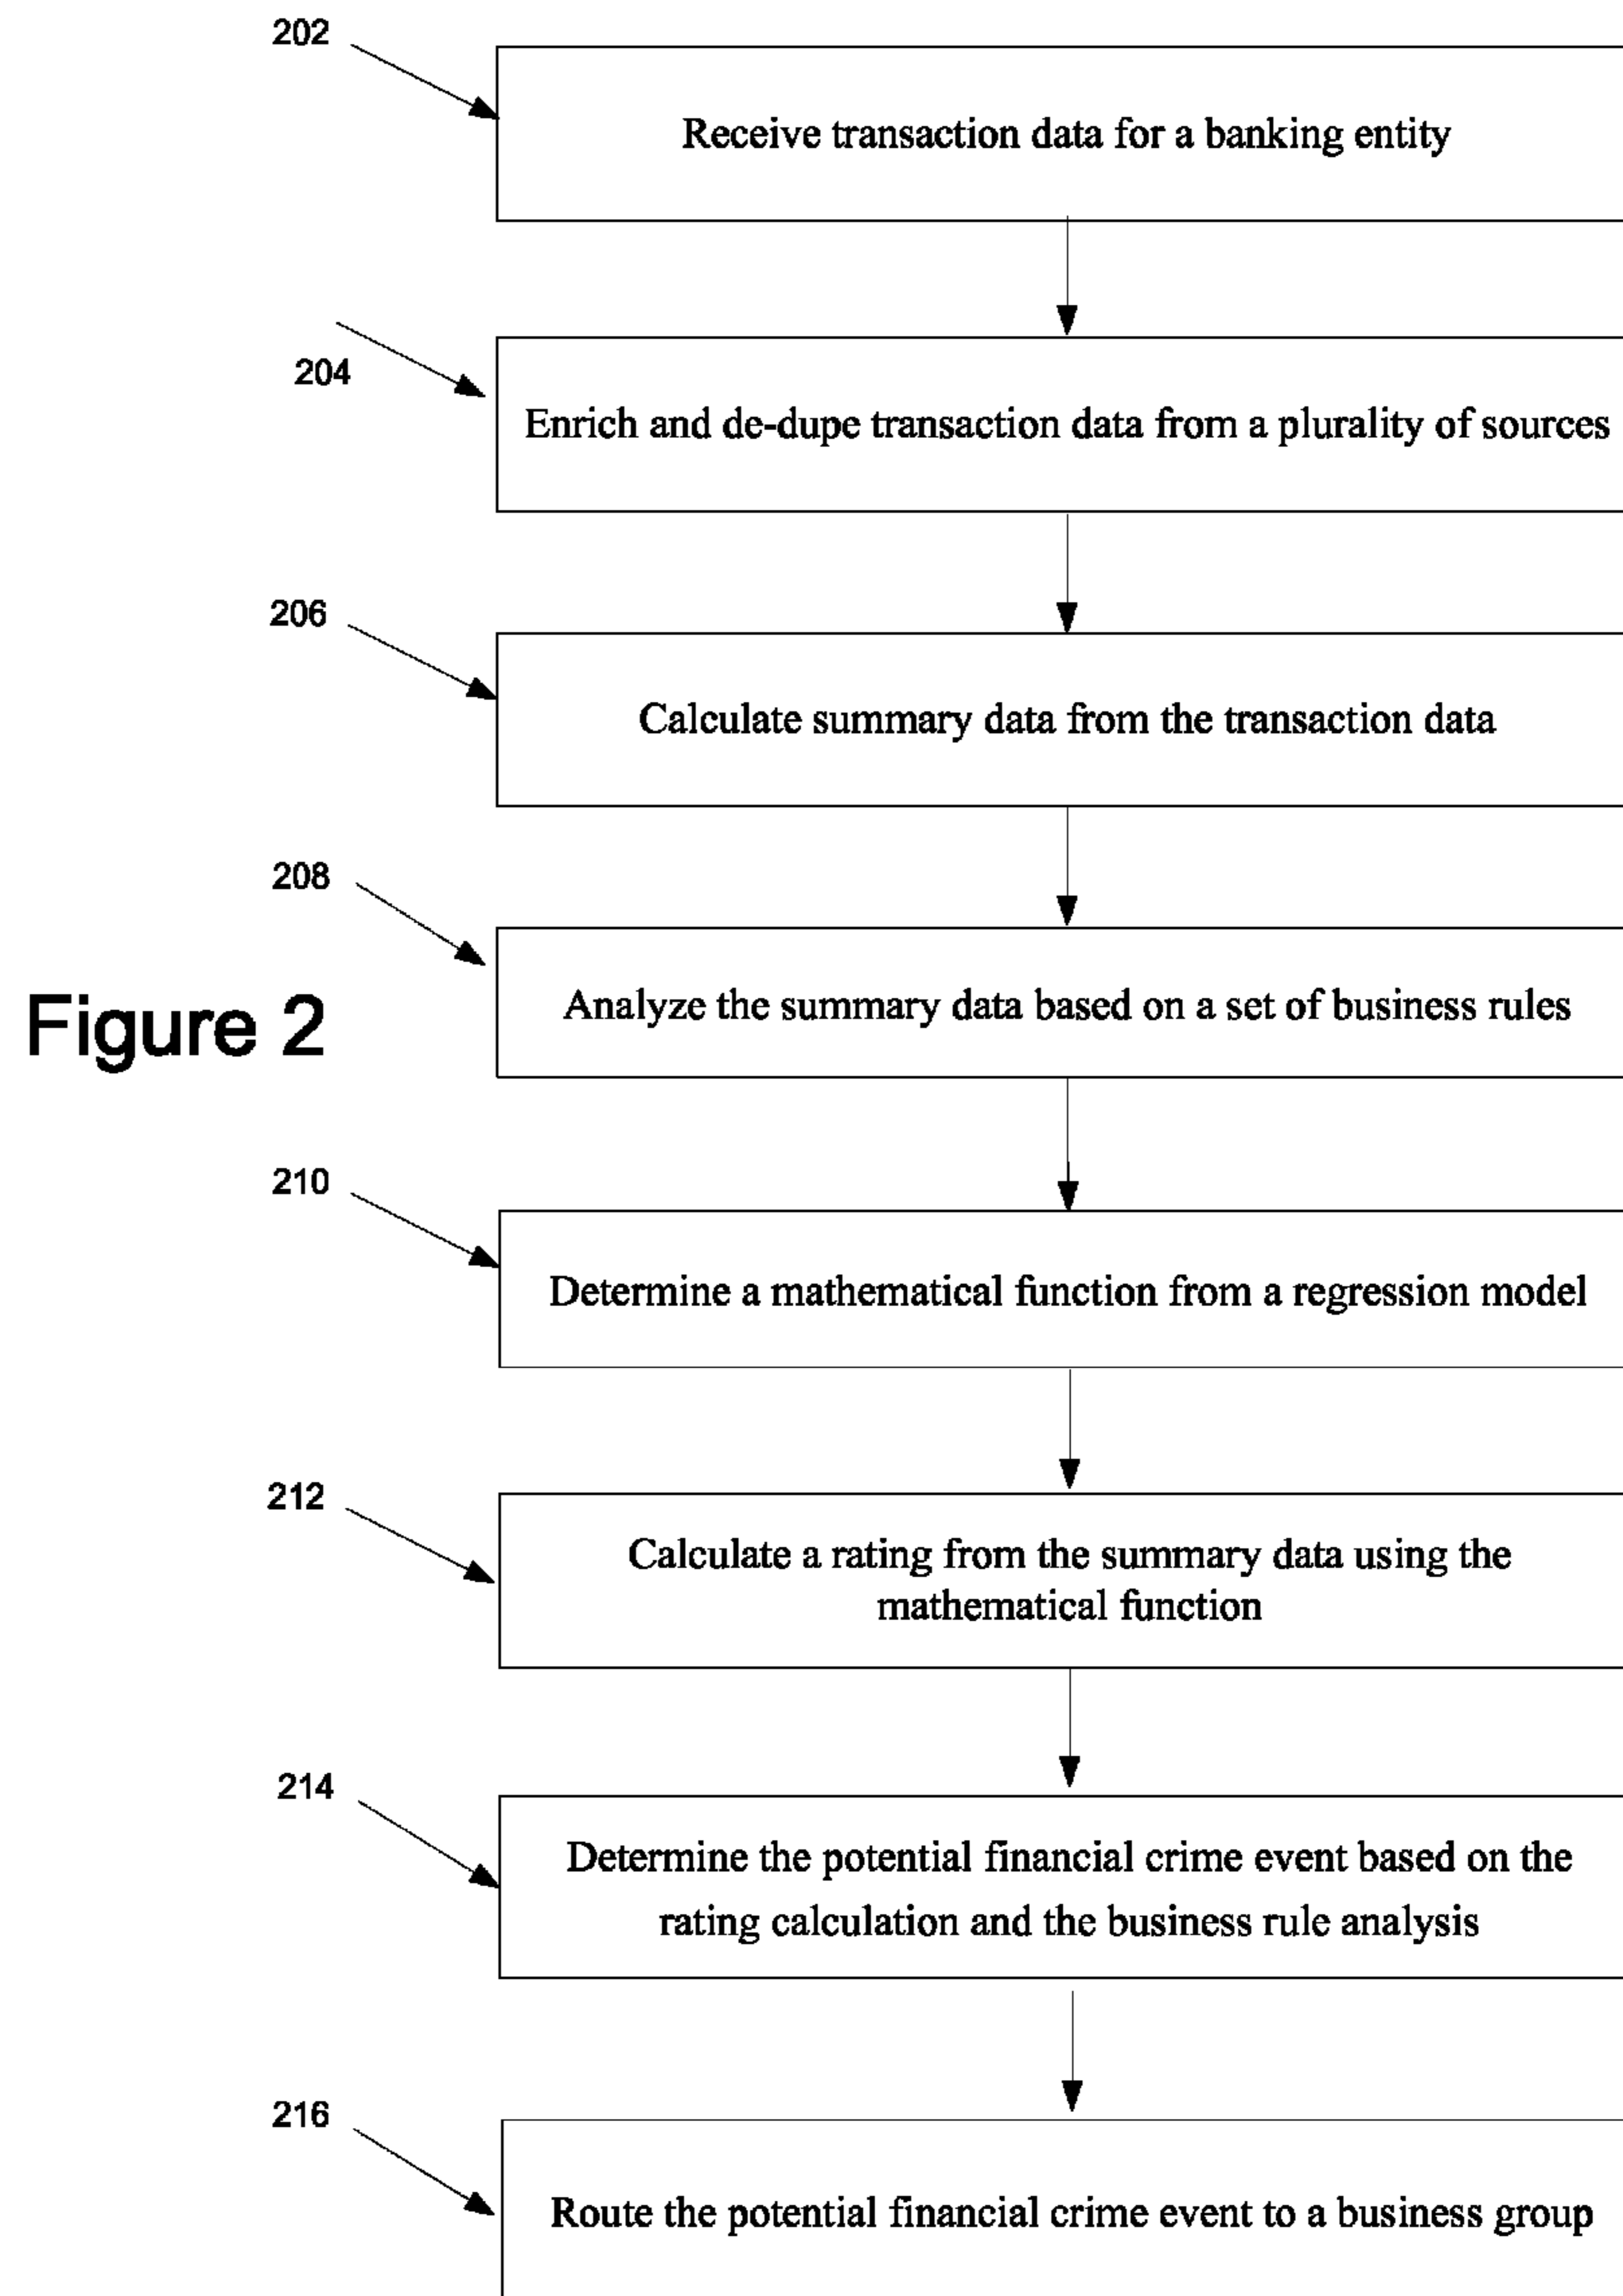 202
Receive transaction data for a banking entity
204
Enrich and de-dupe transaction data from a plurality of sources
206
Calculate summary data from the transaction data
208
Analyze the summary data based on a set of business rules
Figure 2
210
Determine a mathematical function from a regression model
212
Calculate a rating from the summary data using the
mathematical function
214
Determine the potential financial crime event based on the
rating calculation and the business rule analysis
216
Route the potential financial crime event to a business group